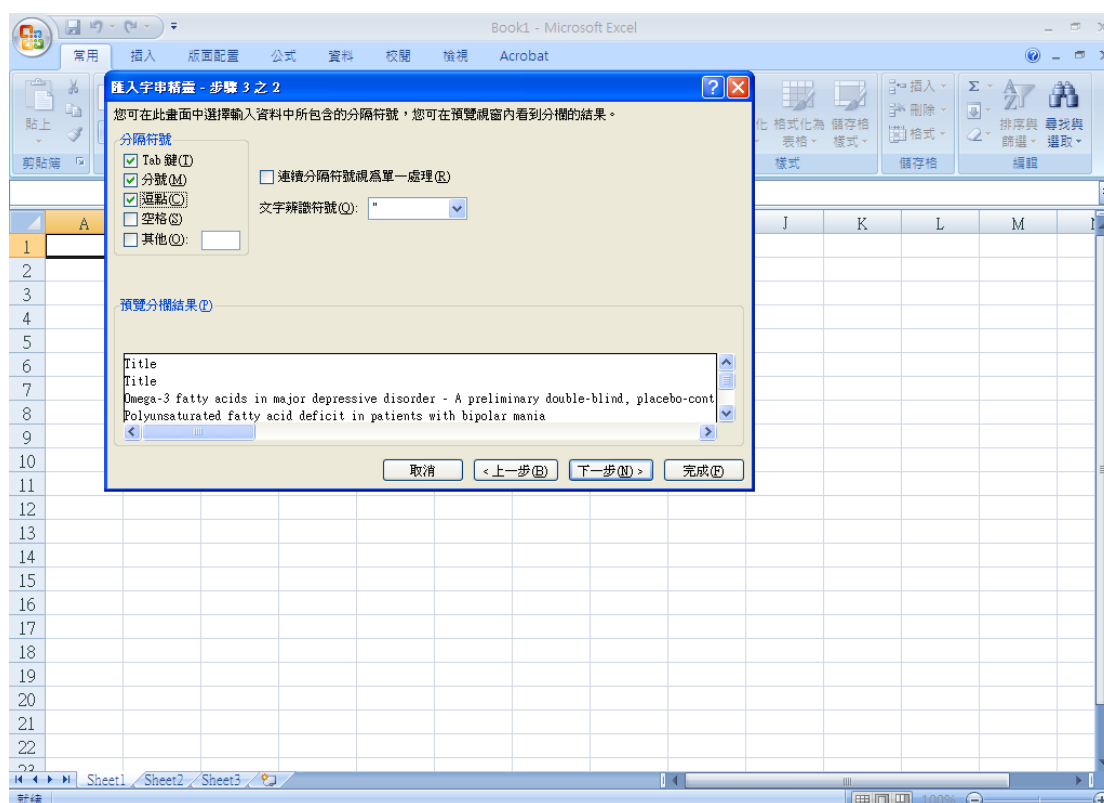 Book1 - Microsoft Excel
常用 插入 版面配置 公式 資料 校閱 檢視 Acrobat
貼上
剪貼簿
匯入字串精靈 - 步驟 3 之 2
您可在此畫面中選擇輸入資料中所包含的分隔符號，您可在預覽視窗內看到分欄的結果。
分隔符號
Tab 鍵(T)
分號(M)
逗點(C)
空格(S)
其他(O):
連續分隔符號視為單一處理(R)
文字辨識符號(Q): "
預覽分欄結果(P)
Title
Title
Omega-3 fatty acids in major depressive disorder - A preliminary double-blind, placebo-cont
Polyunsaturated fatty acid deficit in patients with bipolar mania
取消 <上一步(B) 下一步(N) > 完成(F)
化 格式化為 儲存格
表格 樣式
樣式
插入
刪除
格式
儲存格
Σ
排序與 尋找與
篩選 選取
編輯
A J K L M
1
2
3
4
5
6
7
8
9
10
11
12
13
14
15
16
17
18
19
20
21
22
23
Sheet1 Sheet2 Sheet3
就緒 100%